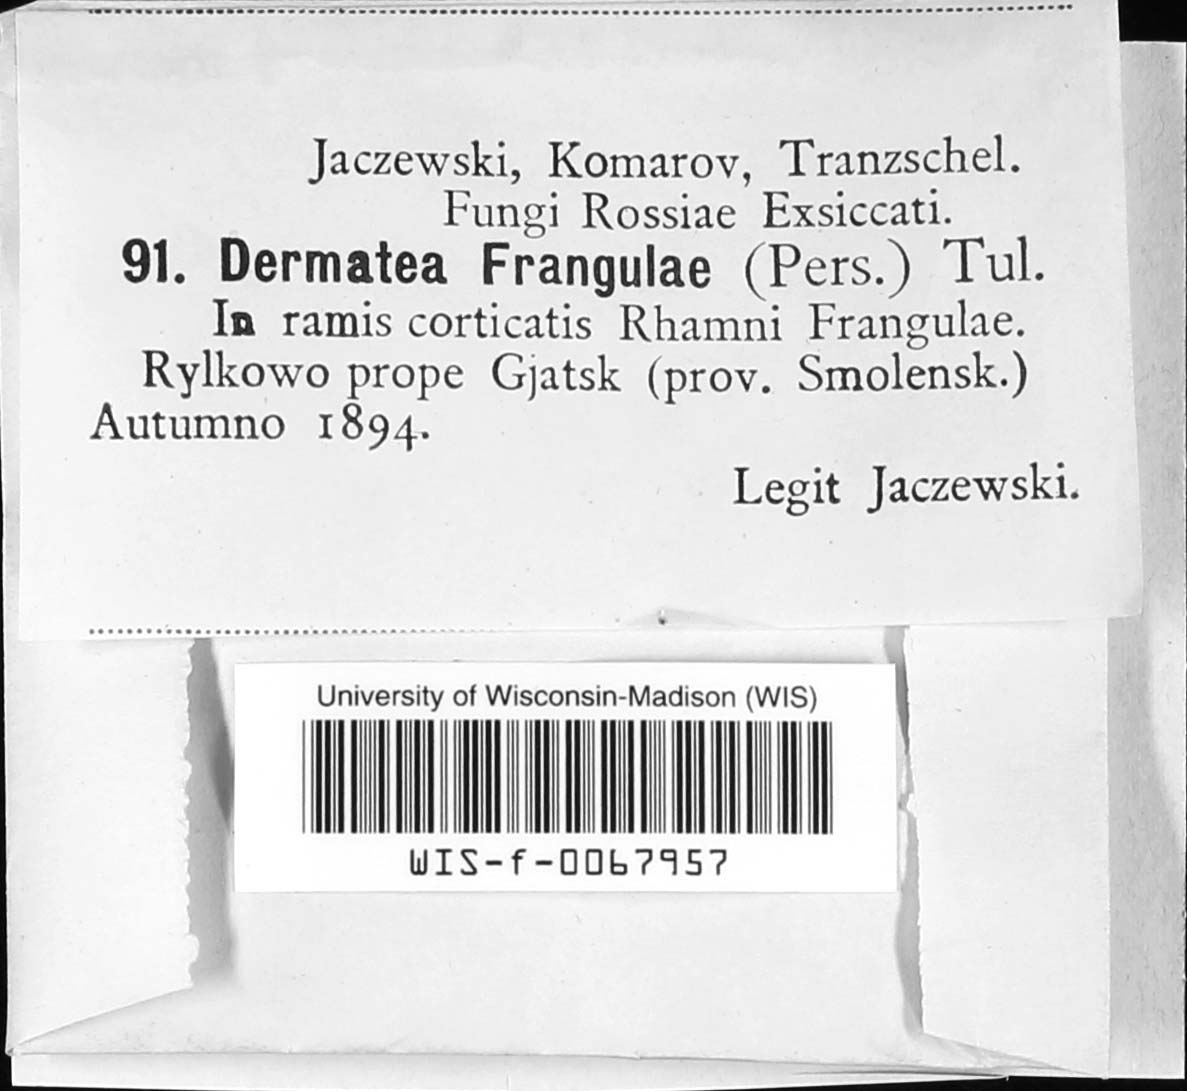 Jaczewski, Komarov, Tranzschel.
Fungi Rossiae Exsiccati.
91. Dermatea Frangulae (Pers.) Tul.
In ramis corticatis Rhamni Frangulae.
Rylkowo prope Gjatsk (prov. Smolensk.)
Autumno 1894.
Legit Jaczewski.
University of Wisconsin-Madison (WIS)
WIS-f-0067957